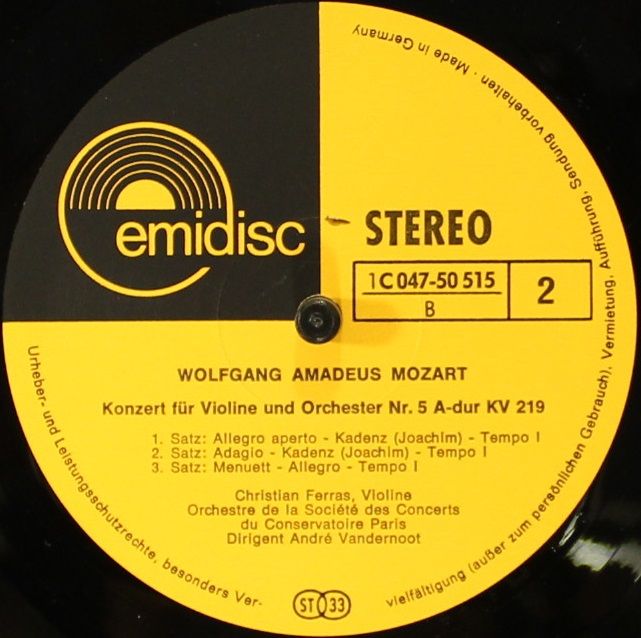 emidisc
STEREO
1C 047-50 515
B
2
WOLFGANG AMADEUS MOZART
Konzert für Violine und Orchester Nr. 5 A-dur KV 219
1. Satz: Allegro aperto - Kadenz (Joachim) - Tempo I
2. Satz: Adagio - Kadenz (Joachim) - Tempo I
3. Satz: Menuett - Allegro - Tempo I
Christian Ferras, Violine
Orchestre de la Société des Concerts
du Conservatoire Paris
Dirigent André Vandernoot
ST 33
Urheber- und Leistungsschutzrechte, besonders Ver-
vielfältigung (außer zum persönlichen Gebrauch), Vermietung, Aufführung, Sendung vorbehalten · Made in Germany